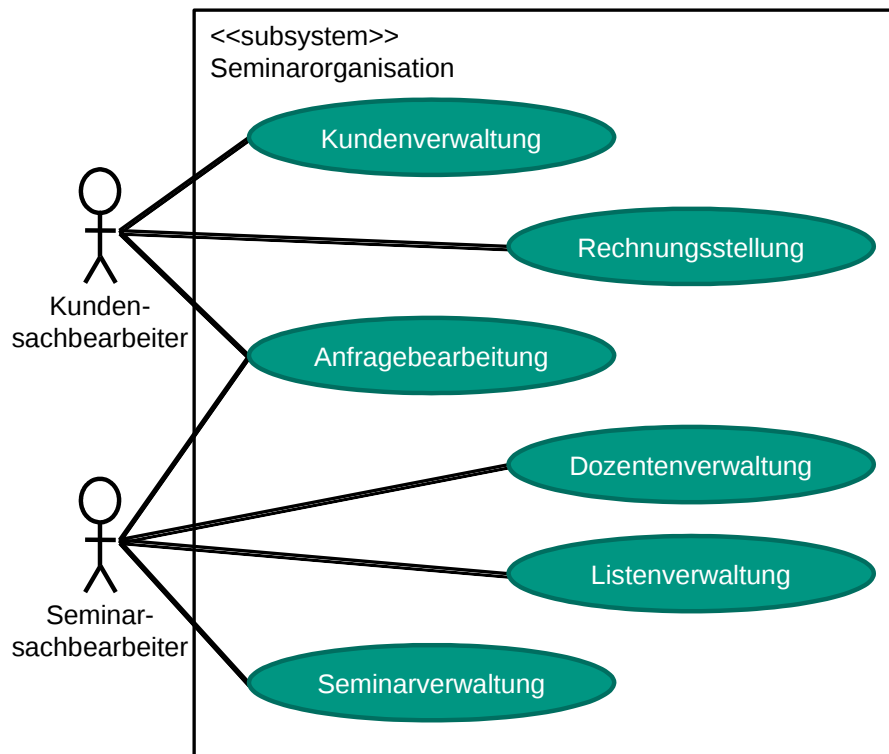 <<subsystem>>
Seminarorganisation
Kundenverwaltung
Rechnungsstellung
Kunden-
sachbearbeiter
Anfragebearbeitung
Dozentenverwaltung
Listenverwaltung
Seminar-
sachbearbeiter
Seminarverwaltung